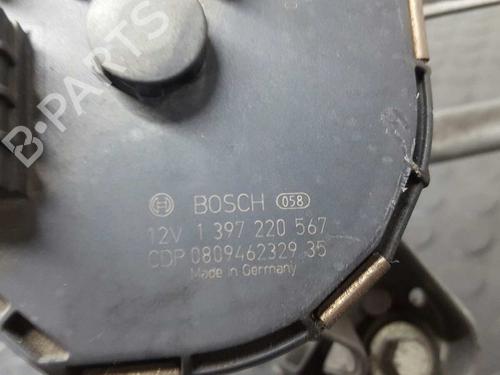 B-PARTS
BOSCH 058
12V 1 397 220 567
CDP 0809462329 35
Made in Germany